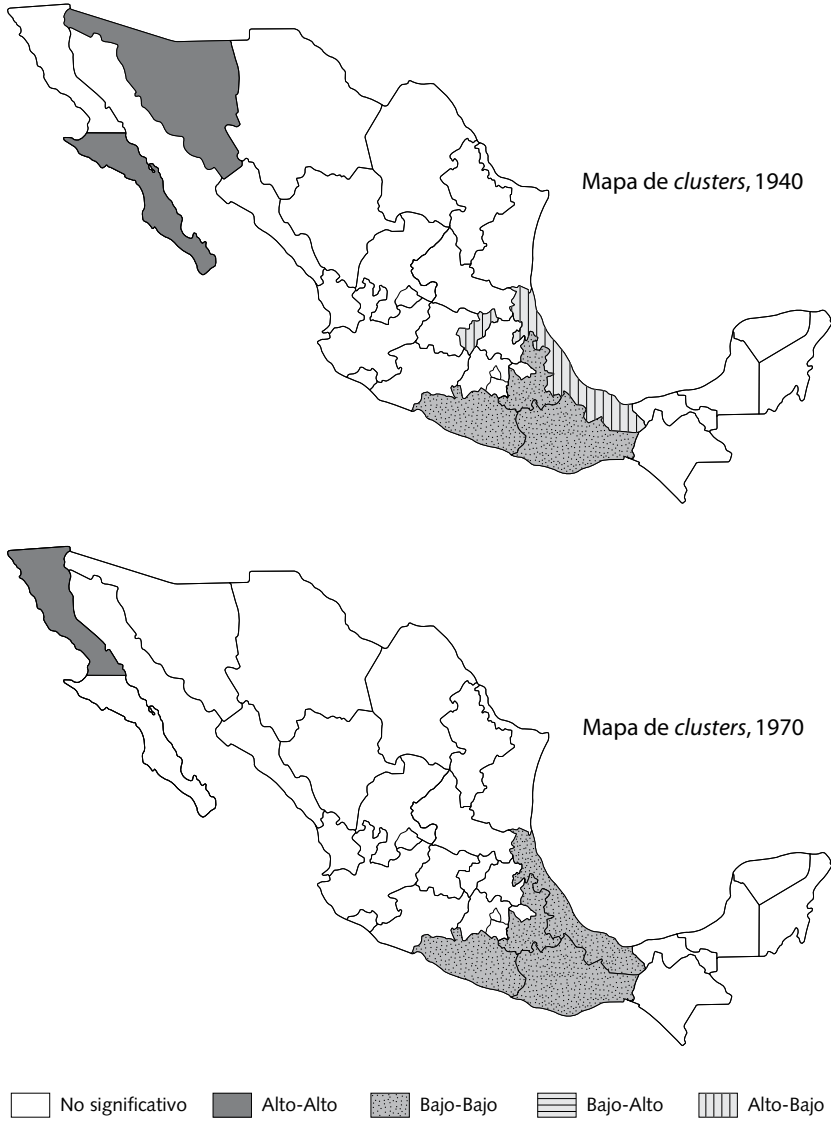 Mapa de clusters, 1940
Mapa de clusters, 1970
No significativo Alto-Alto Bajo-Bajo Bajo-Alto Alto-Bajo